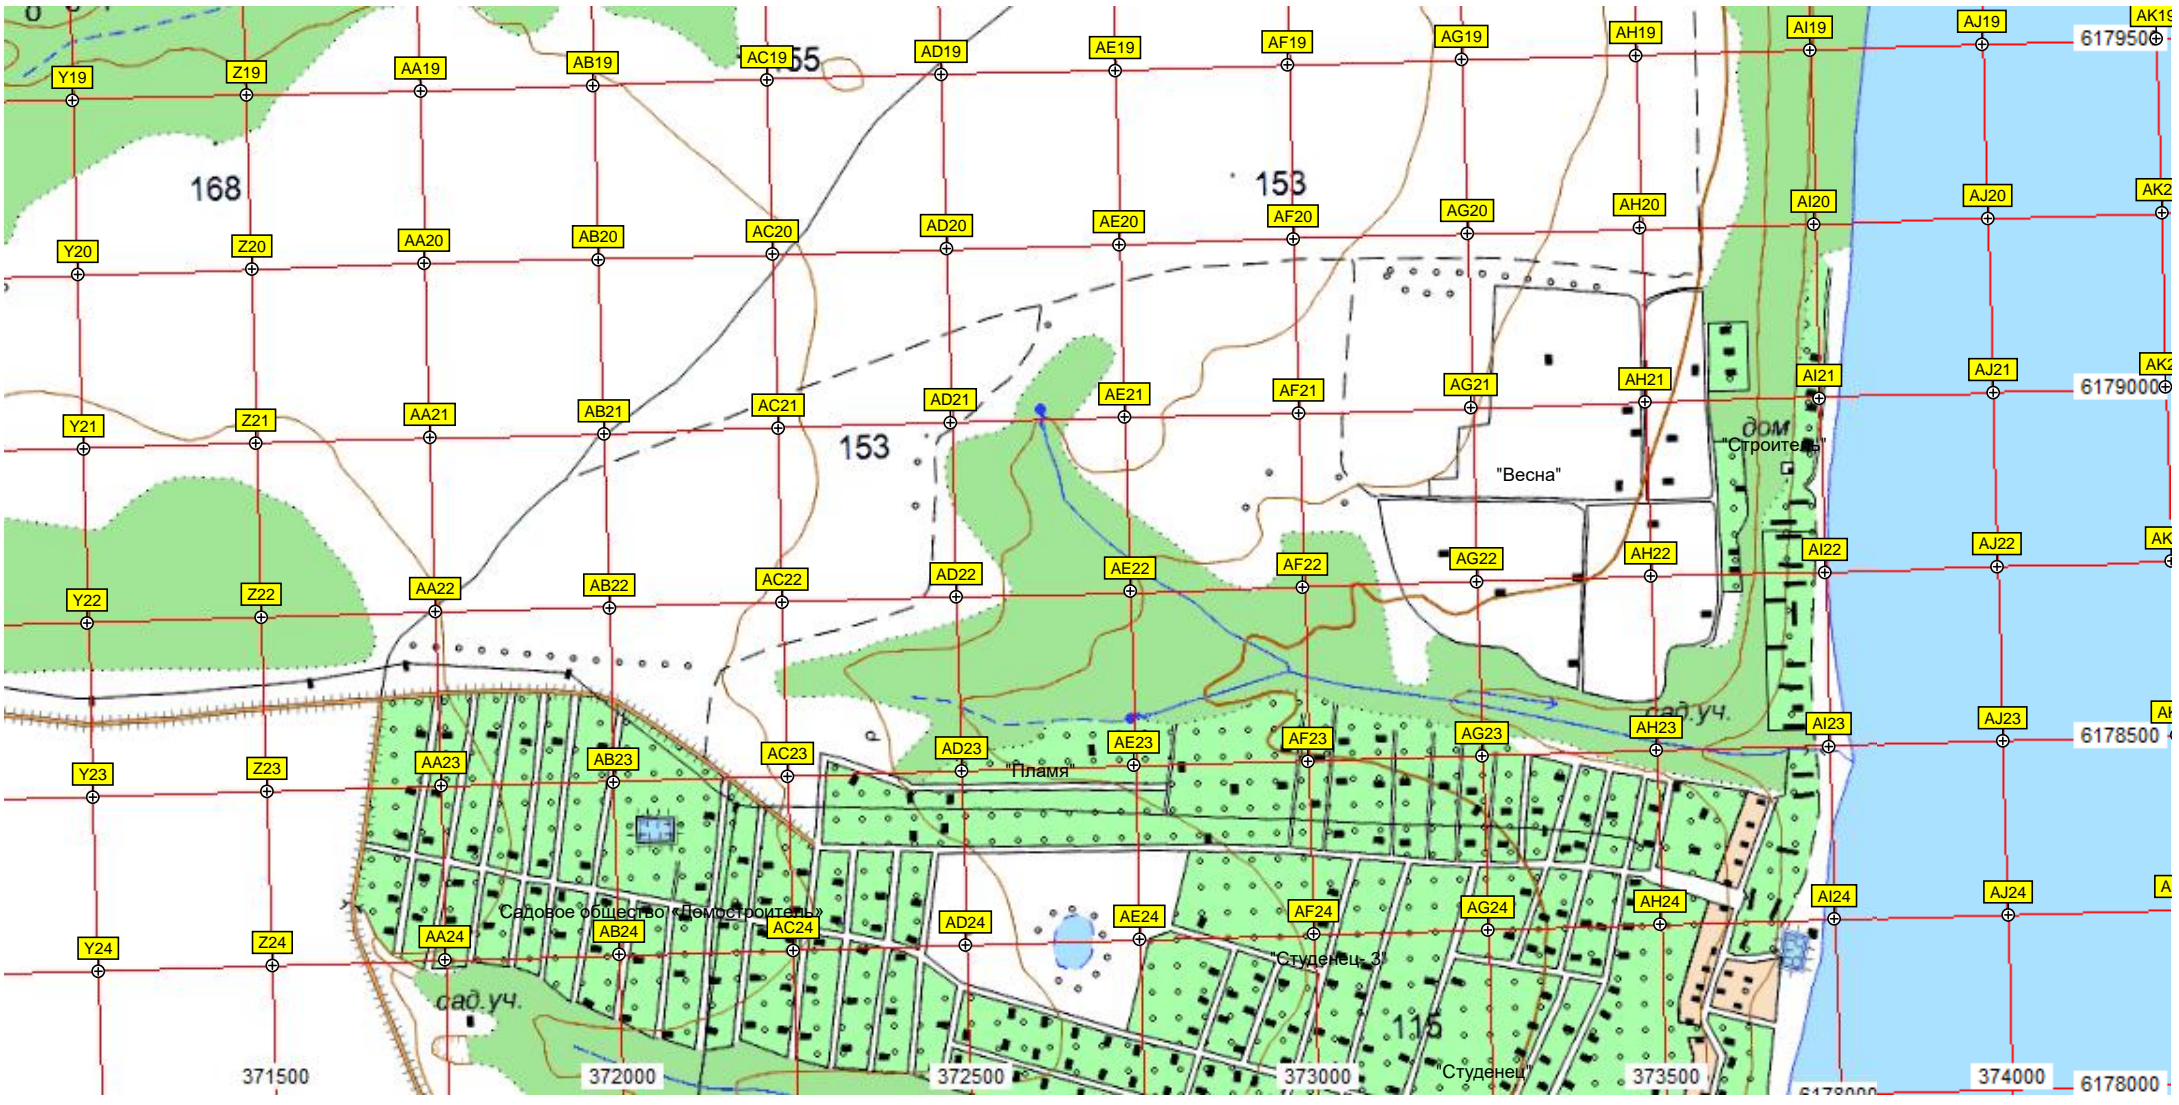 Y19 Z19 AA19 AB19 AC19 AD19 AE19 AF19 AG19 AH19 AI19 AJ19 AK19
6179500
168
153
Y20 Z20 AA20 AB20 AC20 AD20 AE20 AF20 AG20 AH20 AI20 AJ20 AK2
Y21 Z21 AA21 AB21 AC21 AD21 AE21 AF21 AG21 AH21 AI21 AJ21 AK2
6179000
153
дом
"Строитель"
"Весна"
Y22 Z22 AA22 AB22 AC22 AD22 AE22 AF22 AG22 AH22 AI22 AJ22 AK
сад.уч.
Y23 Z23 AA23 AB23 AC23 AD23 AE23 AF23 AG23 AH23 AI23 AJ23
6178500
"Пламя"
Садовое общество «Домостроитель»
Y24 Z24 AA24 AB24 AC24 AD24 AE24 AF24 AG24 AH24 AI24 AJ24
"Студенец- 3"
сад.уч.
115
"Студенец"
371500 372000 372500 373000 373500 374000
6178000
6178000